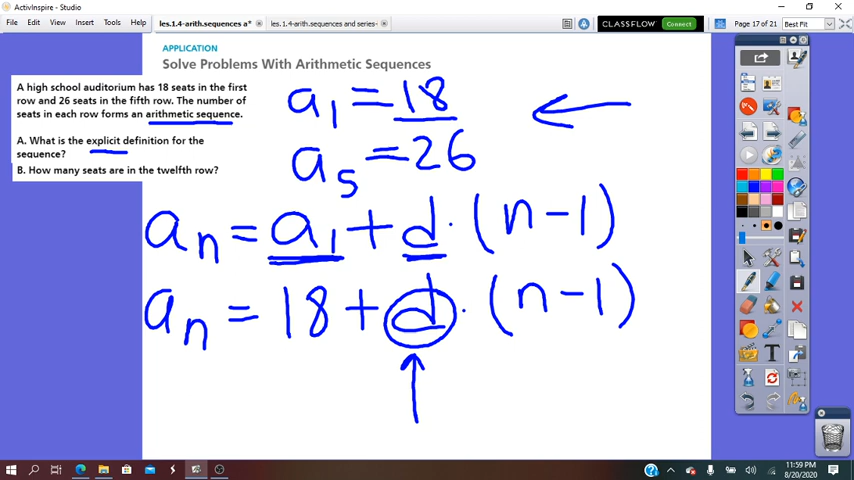 ActivInspire - Studio
File Edit View Insert Tools Help
les.1.4-arith.sequences a*
les.1.4-arith.sequences and series-
CLASSFLOW
Connect
Page 17 of 21
Best Fit
APPLICATION
Solve Problems With Arithmetic Sequences
A high school auditorium has 18 seats in the first
row and 26 seats in the fifth row. The number of
seats in each row forms an arithmetic sequence.
A. What is the explicit definition for the
sequence?
B. How many seats are in the twelfth row?
a₁ = 18
a₅ = 26
aₙ = a₁ + d · (n − 1)
aₙ = 18 + d · (n − 1)
11:59 PM
8/20/2020